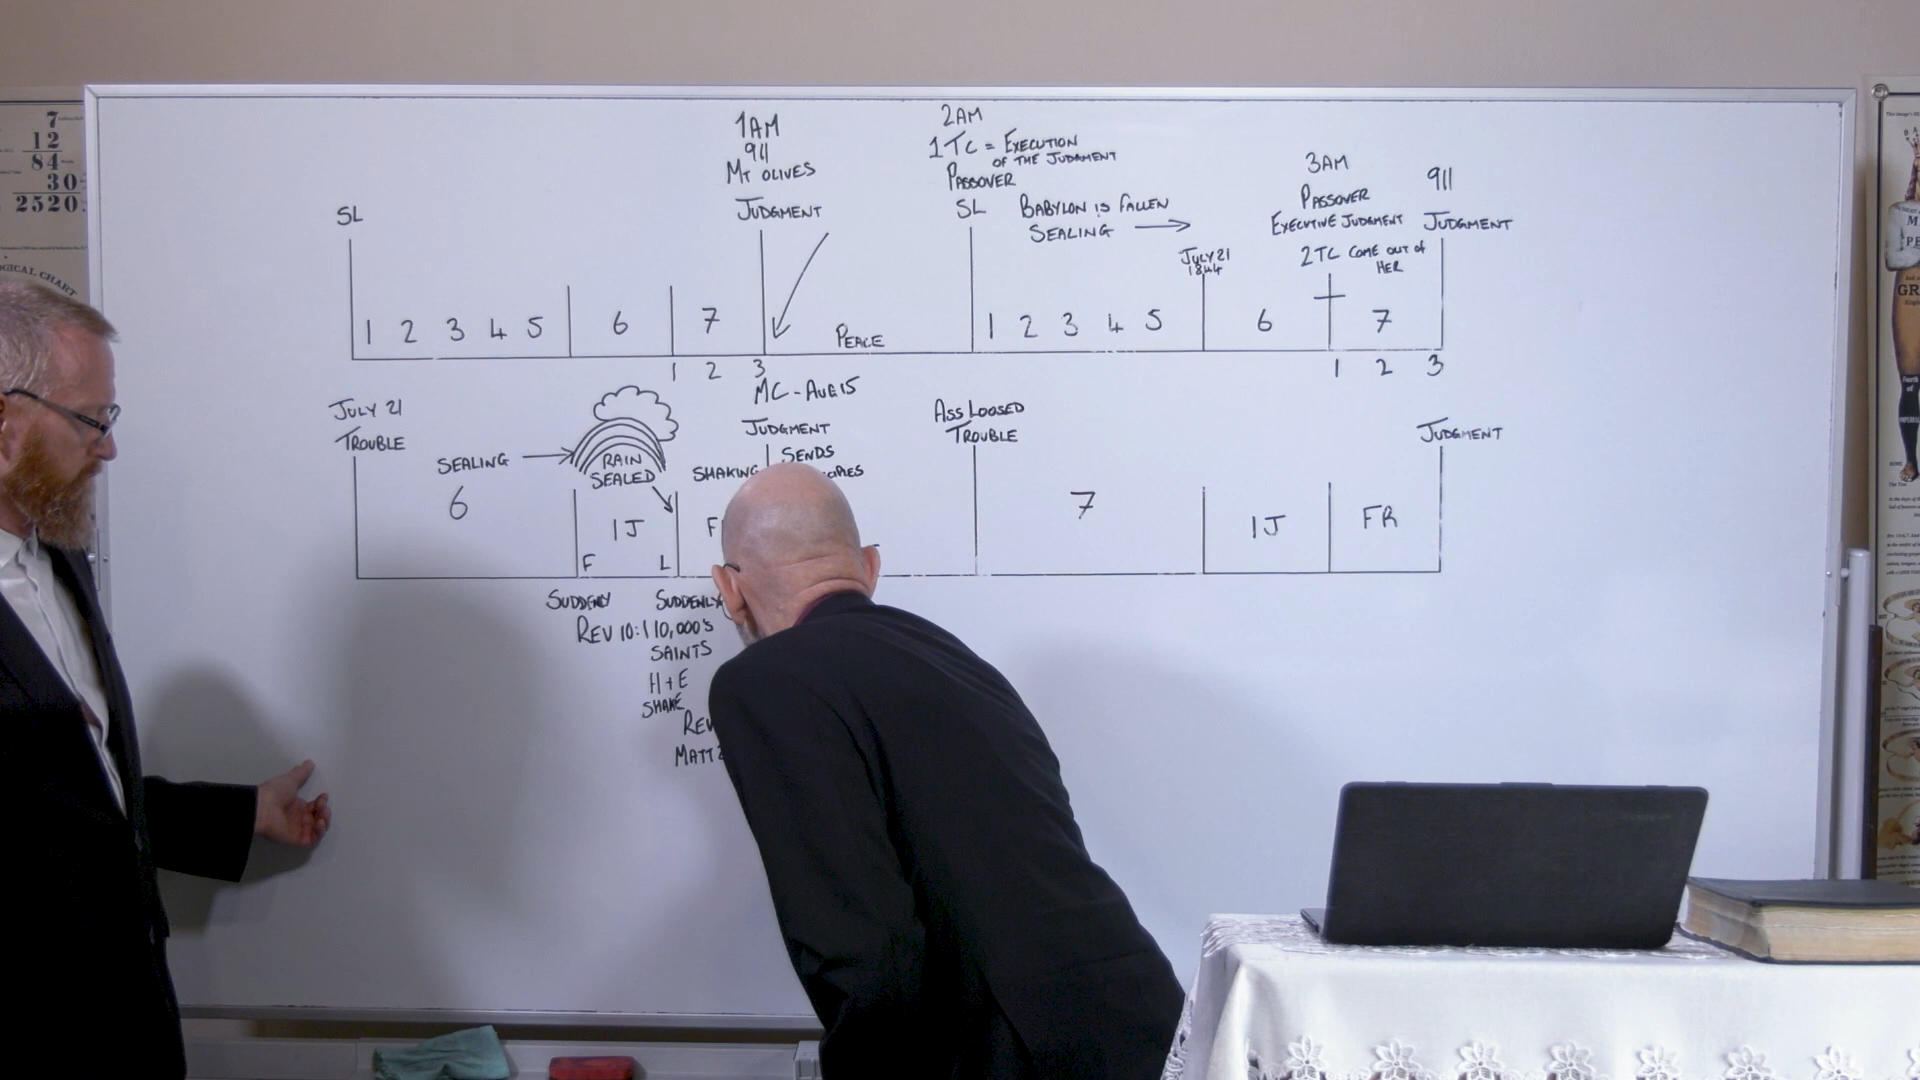 7
12
84
30
2520
GICAL CHART
1AM
911
MT OLIVES
JUDGMENT
2AM
1TC = EXECUTION
OF THE JUDGMENT
PASSOVER
SL BABYLON IS FALLEN
SEALING
3AM
PASSOVER
EXECUTIVE JUDGMENT
2TC COME OUT OF
HER
911
JUDGMENT
SL
JULY 21
1844
1 2 3 4 5 6 7
PEACE
1 2 3 4 5 6 7
1 2 3
1 2 3
MC - AUG 15
JULY 21
TROUBLE
SEALING
RAIN
SEALED
JUDGMENT
SENDS
SHAKING
ASS LOOSED
TROUBLE
JUDGMENT
6
1J
F L
F
7
1J
FR
SUDDENLY SUDDENLY
REV 10:1 10,000'S
SAINTS
H + E
SHAKE
REV
MATT